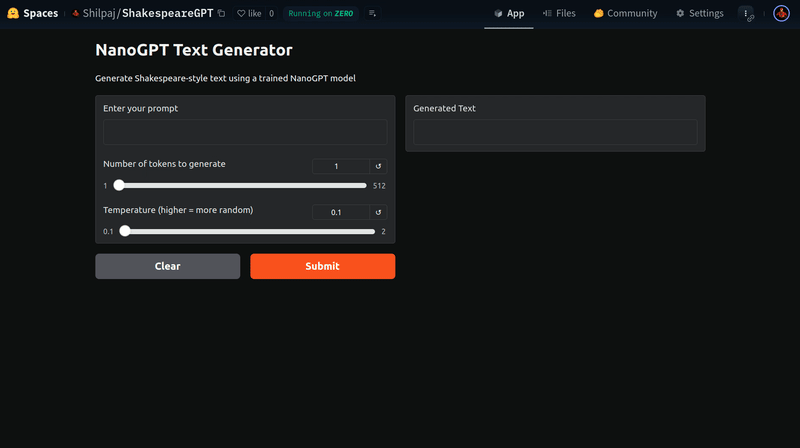 Spaces Shilpaj/ShakespeareGPT like 0 Running on ZERO App Files Community Settings
NanoGPT Text Generator
Generate Shakespeare-style text using a trained NanoGPT model
Enter your prompt
Generated Text
Number of tokens to generate 1
1 512
Temperature (higher = more random) 0.1
0.1 2
Clear Submit